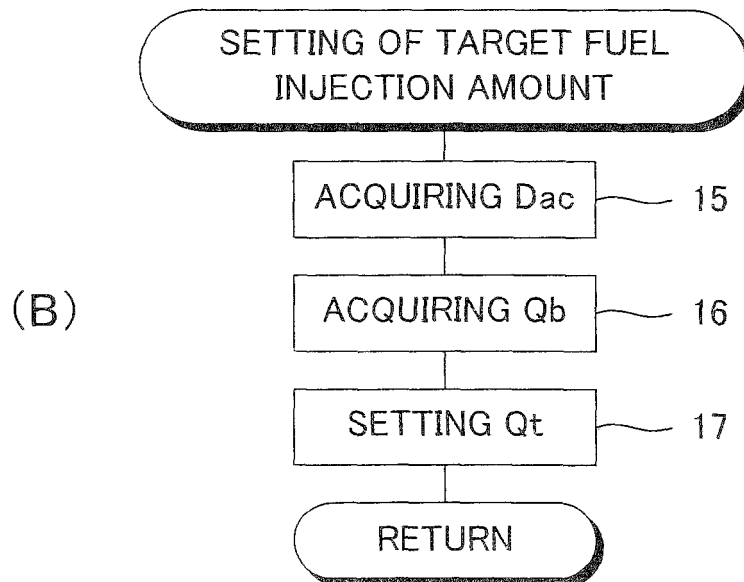 SETTING OF TARGET FUEL
INJECTION AMOUNT
ACQUIRING Dac
15
(B)
ACQUIRING Qb
16
SETTING Qt
17
RETURN